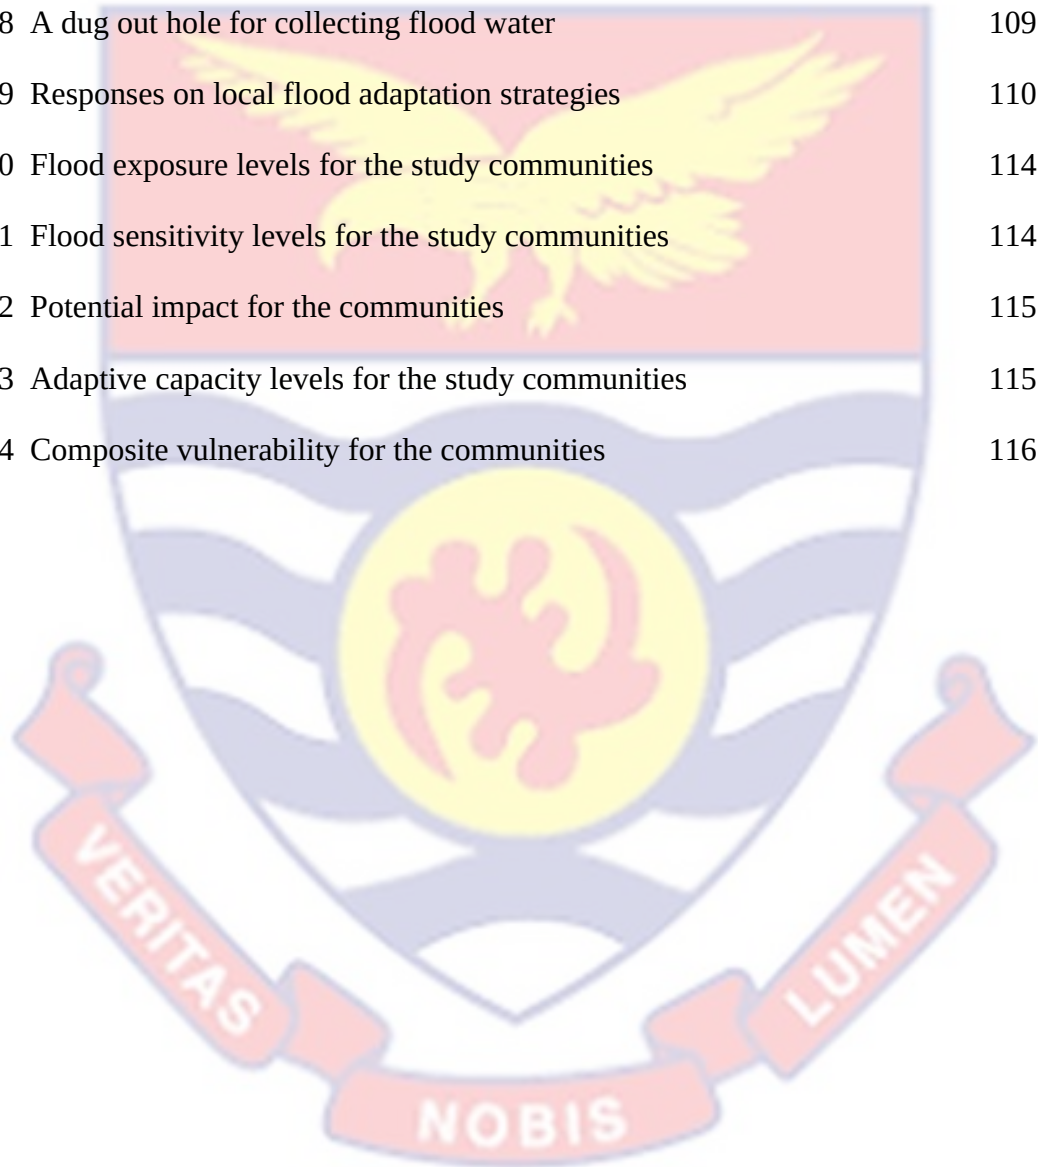 8 A dug out hole for collecting flood water 109
9 Responses on local flood adaptation strategies 110
0 Flood exposure levels for the study communities 114
1 Flood sensitivity levels for the study communities 114
2 Potential impact for the communities 115
3 Adaptive capacity levels for the study communities 115
4 Composite vulnerability for the communities 116
VERITAS
NOBIS
LUMEN